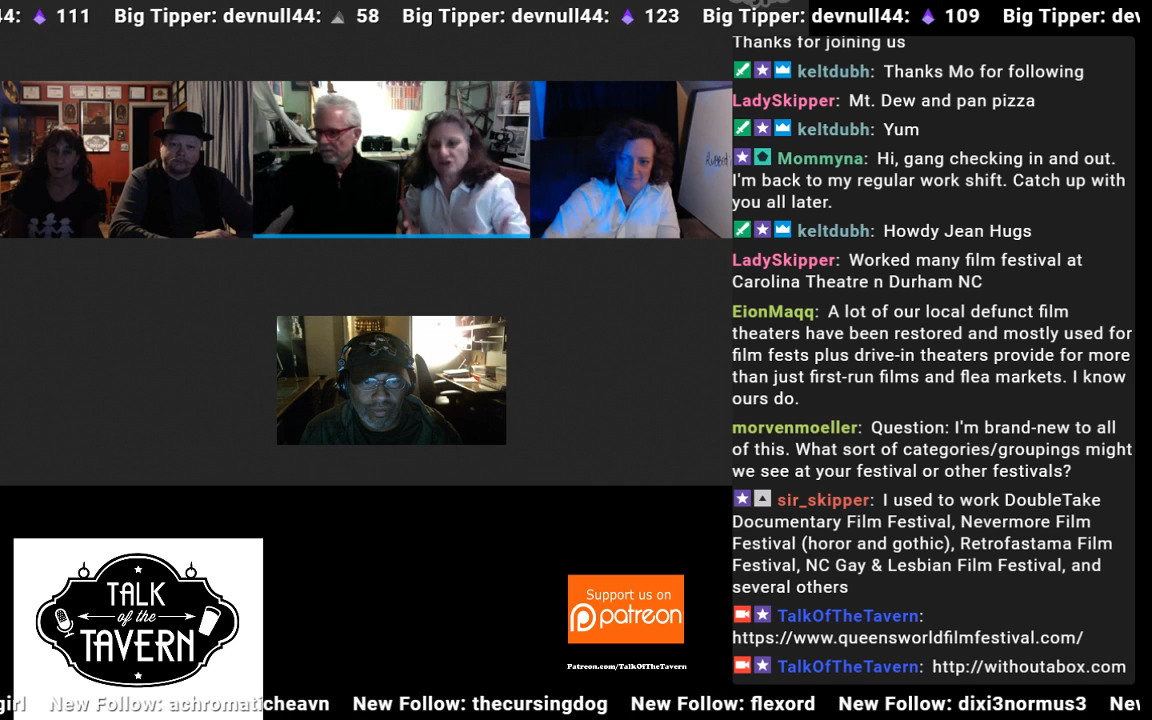 44: 111 Big Tipper: devnull44: 58 Big Tipper: devnull44: 123 Big Tipper: devnull44: 109 Big Tipper: dev
Thanks for joining us
keltdubh: Thanks Mo for following
LadySkipper: Mt. Dew and pan pizza
keltdubh: Yum
Mommyna: Hi, gang checking in and out.
I'm back to my regular work shift. Catch up with
you all later.
keltdubh: Howdy Jean Hugs
LadySkipper: Worked many film festival at
Carolina Theatre n Durham NC
EionMaqq: A lot of our local defunct film
theaters have been restored and mostly used for
film fests plus drive-in theaters provide for more
than just first-run films and flea markets. I know
ours do.
morvenmoeller: Question: I'm brand-new to all
of this. What sort of categories/groupings might
we see at your festival or other festivals?
sir_skipper: I used to work DoubleTake
Documentary Film Festival, Nevermore Film
Festival (horor and gothic), Retrofastama Film
Festival, NC Gay & Lesbian Film Festival, and
several others
TalkOfTheTavern:
https://www.queensworldfilmfestival.com/
TalkOfTheTavern: http://withoutabox.com
TALK
of the
TAVERN
Support us on
patreon
Patreon.com/TalkOfTheTavern
girl New Follow: achromaticheavn New Follow: thecursingdog New Follow: flexord New Follow: dixi3normus3 Nev